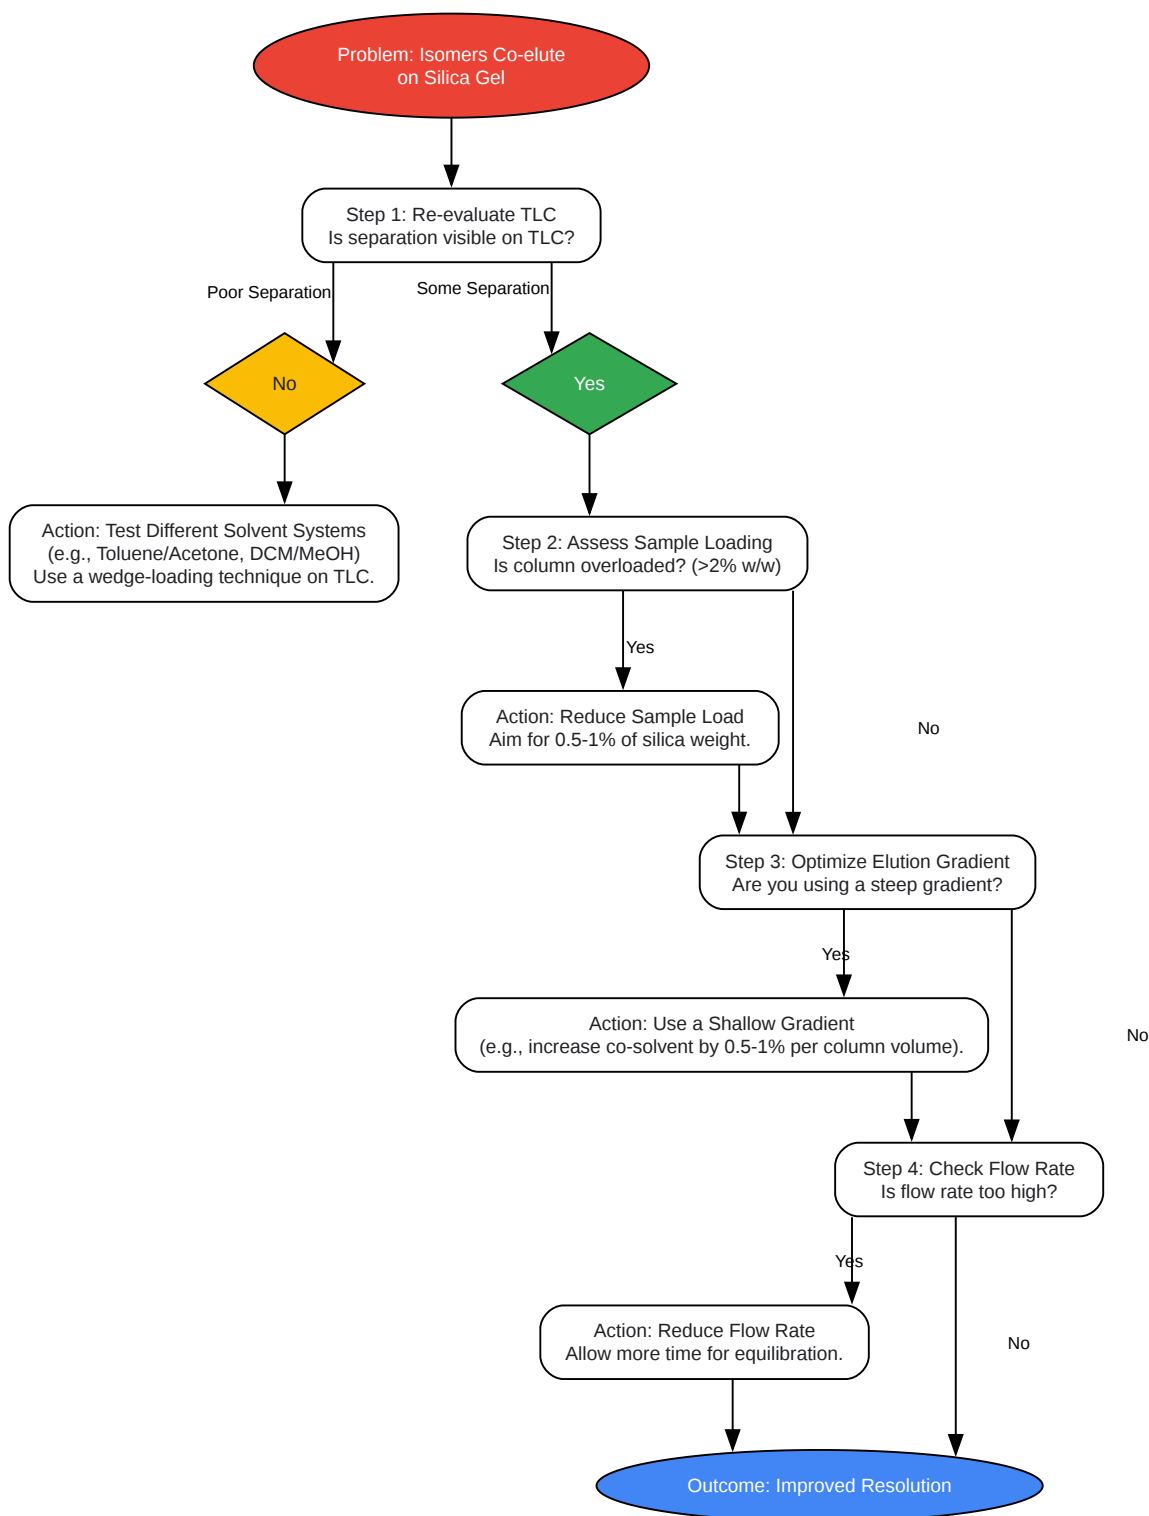 Problem: Isomers Co-elute
on Silica Gel
Step 1: Re-evaluate TLC
Is separation visible on TLC?
Poor Separation
Some Separation
No
Yes
Action: Test Different Solvent Systems
(e.g., Toluene/Acetone, DCM/MeOH)
Use a wedge-loading technique on TLC.
Step 2: Assess Sample Loading
Is column overloaded? (>2% w/w)
Yes
Action: Reduce Sample Load
Aim for 0.5-1% of silica weight.
No
Step 3: Optimize Elution Gradient
Are you using a steep gradient?
Yes
Action: Use a Shallow Gradient
(e.g., increase co-solvent by 0.5-1% per column volume).
No
Step 4: Check Flow Rate
Is flow rate too high?
Yes
Action: Reduce Flow Rate
Allow more time for equilibration.
No
Outcome: Improved Resolution